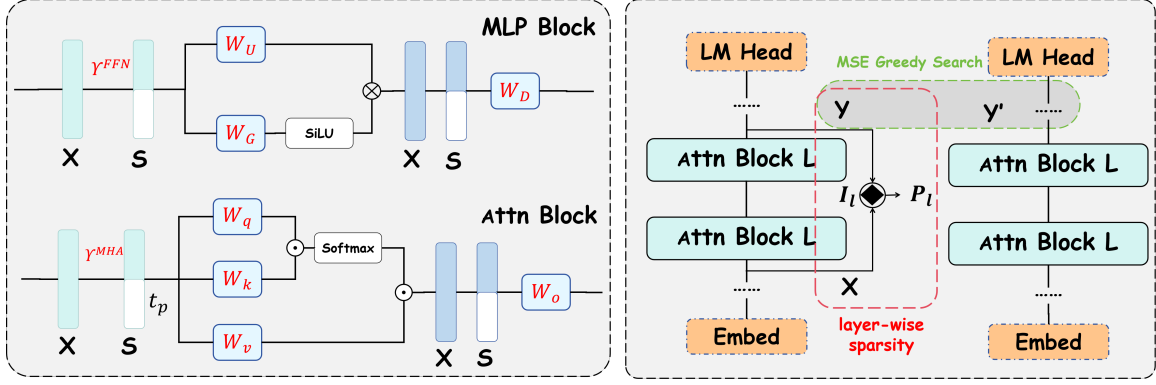 MLP Block
Υ^{FFN}
W_U
W_D
W_G
SiLU
X
S
X
S
Attn Block
W_q
Υ^{MHA}
Softmax
W_k
t_p
W_o
W_v
X
S
X
S
LM Head
MSE Greedy Search
LM Head
......
Y
Y'
......
Attn Block L
Attn Block L
I_l
P_l
Attn Block L
Attn Block L
......
X
......
Embed
layer-wise
sparsity
Embed